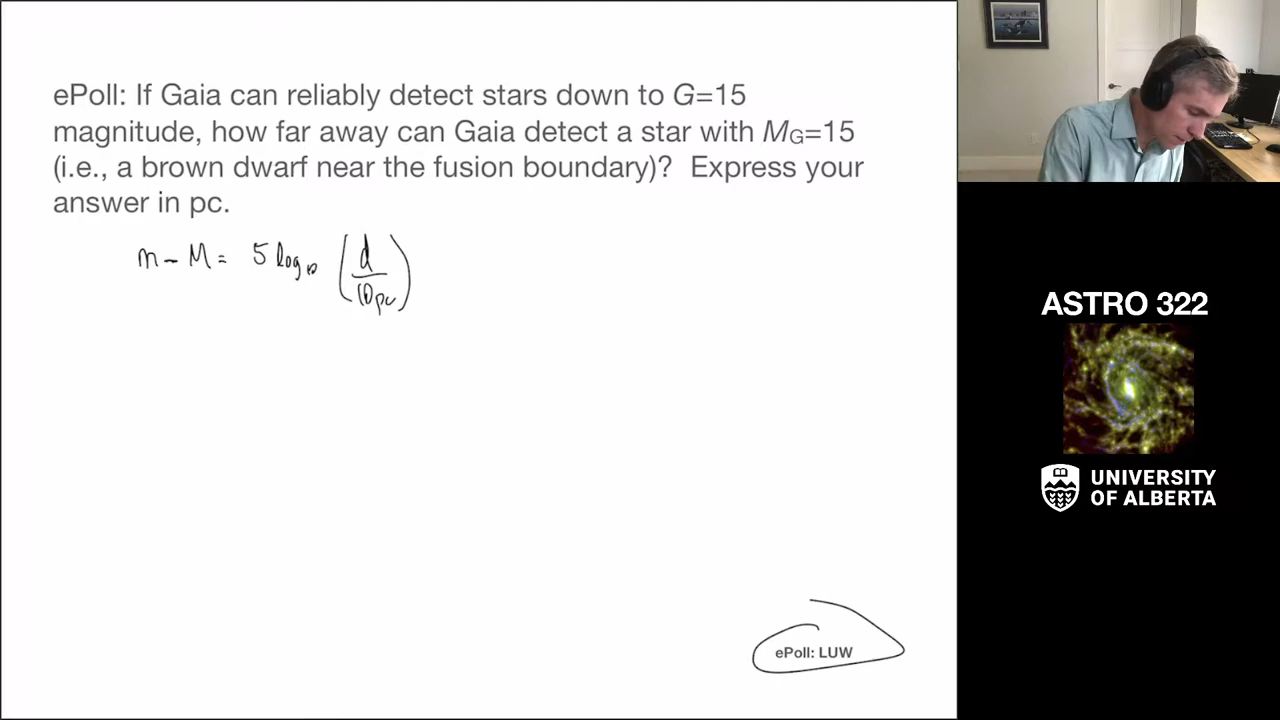 ePoll: If Gaia can reliably detect stars down to G=15
magnitude, how far away can Gaia detect a star with MG=15
(i.e., a brown dwarf near the fusion boundary)? Express your
answer in pc.
m - M = 5 log10 (d / 10 pc)
ePoll: LUW
ASTRO 322
UNIVERSITY
OF ALBERTA